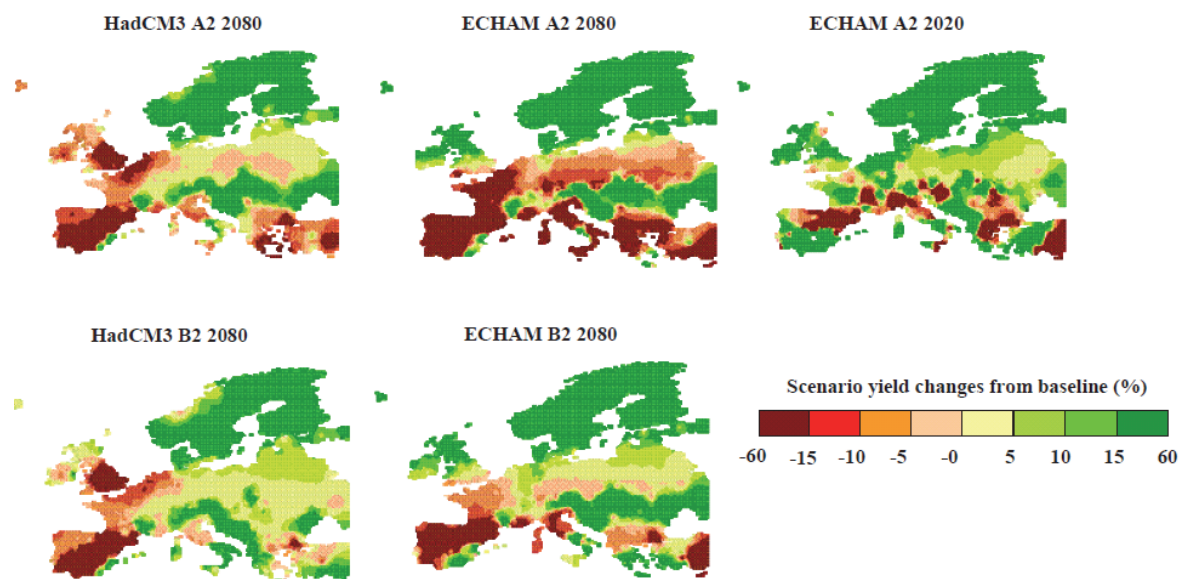 HadCM3 A2 2080
ECHAM A2 2080
ECHAM A2 2020
HadCM3 B2 2080
ECHAM B2 2080
Scenario yield changes from baseline (%)
-60 -15 -10 -5 -0 5 10 15 60